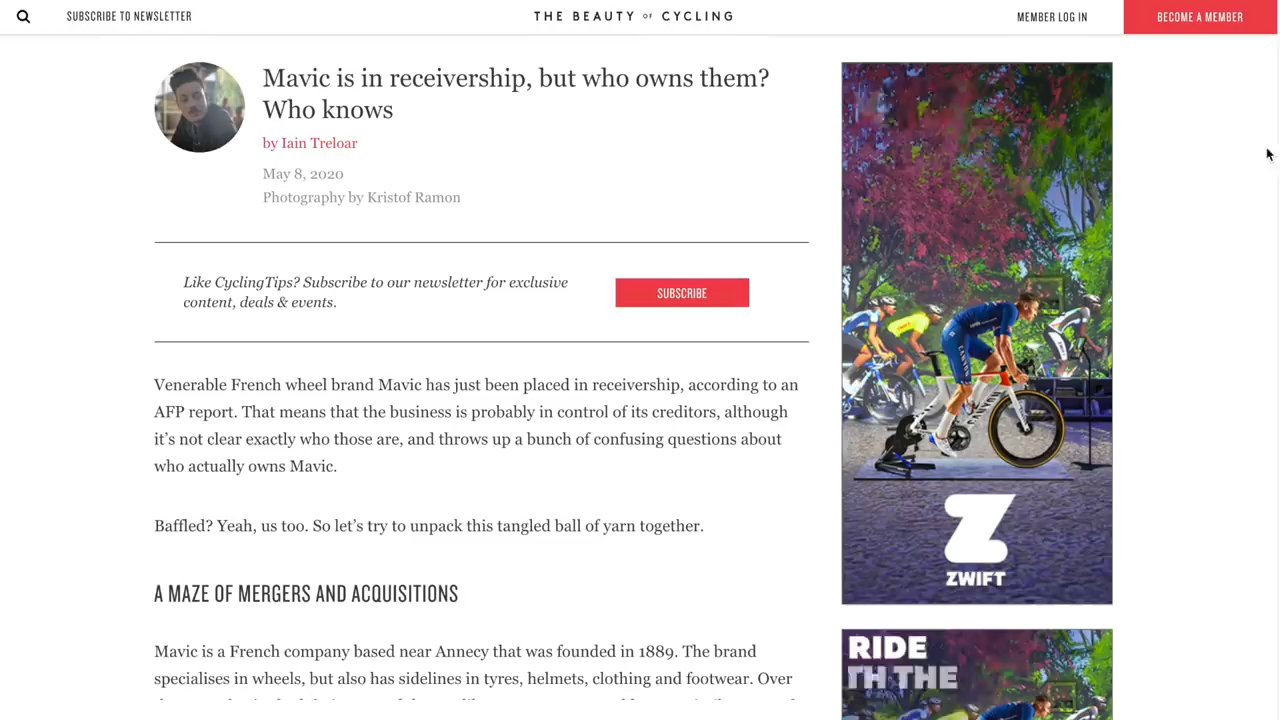 SUBSCRIBE TO NEWSLETTER
THE BEAUTY OF CYCLING
MEMBER LOG IN
BECOME A MEMBER
Mavic is in receivership, but who owns them?
Who knows
by Iain Treloar
May 8, 2020
Photography by Kristof Ramon
Like CyclingTips? Subscribe to our newsletter for exclusive
content, deals & events.
SUBSCRIBE
Venerable French wheel brand Mavic has just been placed in receivership, according to an
AFP report. That means that the business is probably in control of its creditors, although
it's not clear exactly who those are, and throws up a bunch of confusing questions about
who actually owns Mavic.
Baffled? Yeah, us too. So let's try to unpack this tangled ball of yarn together.
A MAZE OF MERGERS AND ACQUISITIONS
Mavic is a French company based near Annecy that was founded in 1889. The brand
specialises in wheels, but also has sidelines in tyres, helmets, clothing and footwear. Over
ZWIFT
RIDE
THE